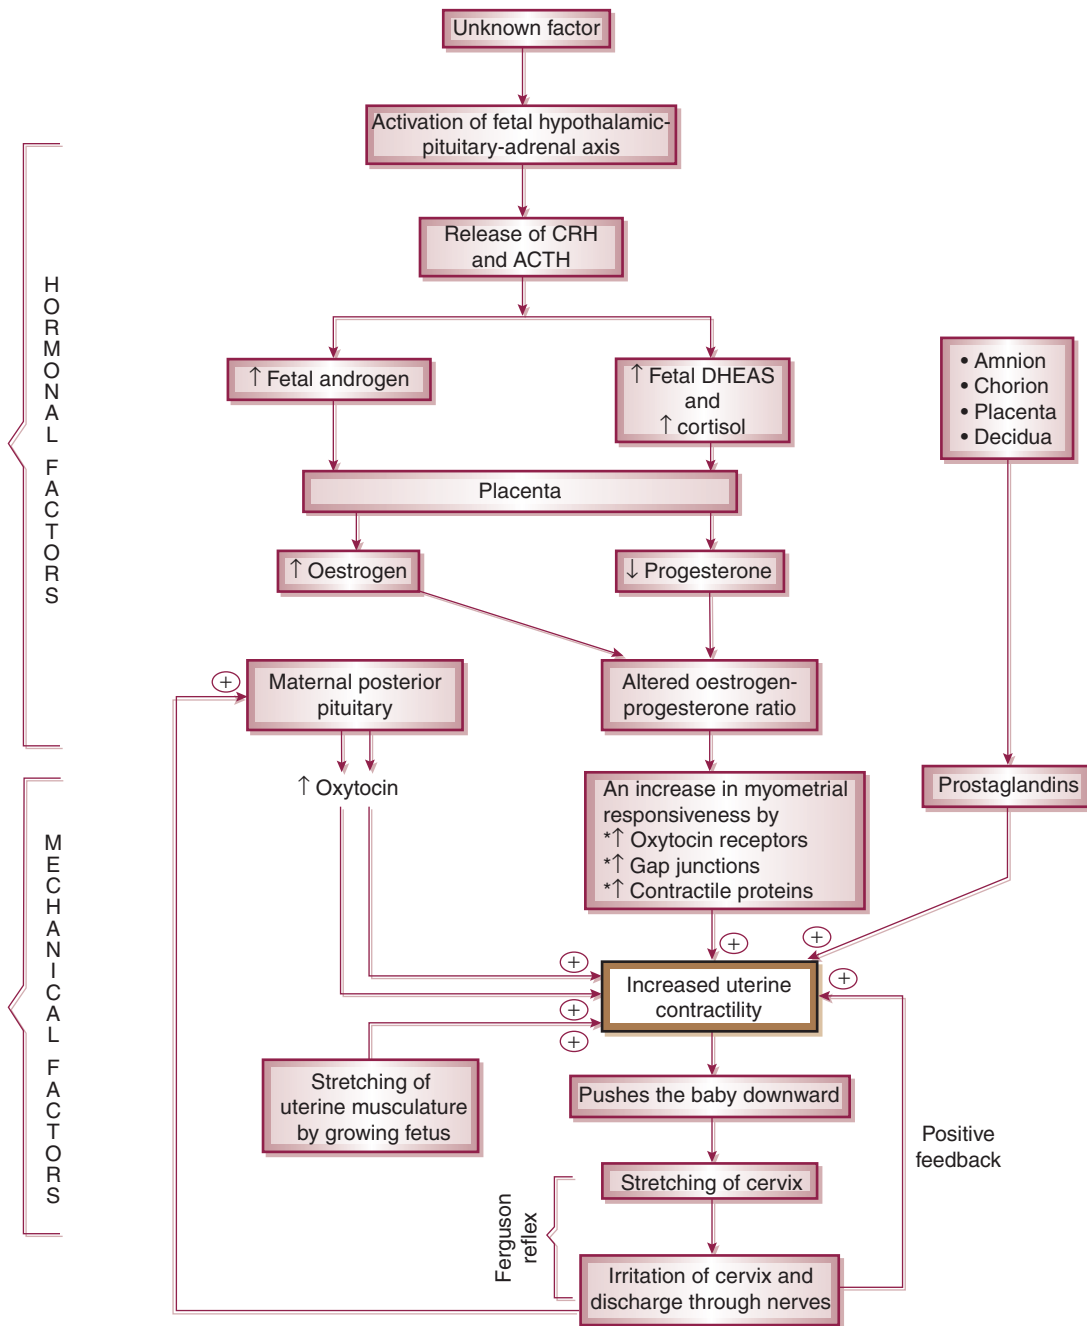 Unknown factor
Activation of fetal hypothalamic-
pituitary-adrenal axis
Release of CRH
and ACTH
HORMONAL FACTORS
↑ Fetal androgen
↑ Fetal DHEAS
and
↑ cortisol
• Amnion
• Chorion
• Placenta
• Decidua
Placenta
↑ Oestrogen
↓ Progesterone
+
Maternal posterior
pituitary
Altered oestrogen-
progesterone ratio
↑ Oxytocin
An increase in myometrial
responsiveness by
*↑ Oxytocin receptors
*↑ Gap junctions
*↑ Contractile proteins
Prostaglandins
MECHANICAL FACTORS
+
+
+
+
+
+
Increased uterine
contractility
Stretching of
uterine musculature
by growing fetus
Pushes the baby downward
Positive
feedback
Stretching of cervix
Ferguson
reflex
Irritation of cervix and
discharge through nerves